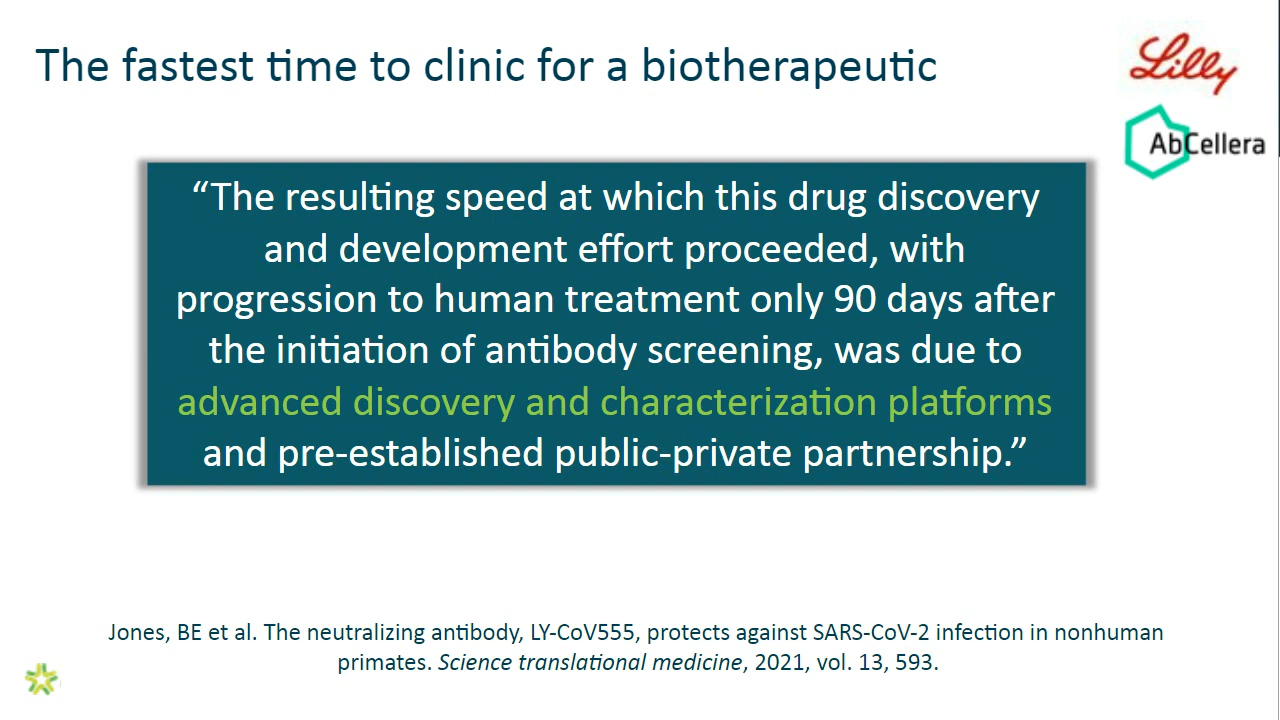 The fastest time to clinic for a biotherapeutic
Lilly
AbCellera
“The resulting speed at which this drug discovery
and development effort proceeded, with
progression to human treatment only 90 days after
the initiation of antibody screening, was due to
advanced discovery and characterization platforms
and pre-established public-private partnership.”
Jones, BE et al. The neutralizing antibody, LY-CoV555, protects against SARS-CoV-2 infection in nonhuman
primates. Science translational medicine, 2021, vol. 13, 593.